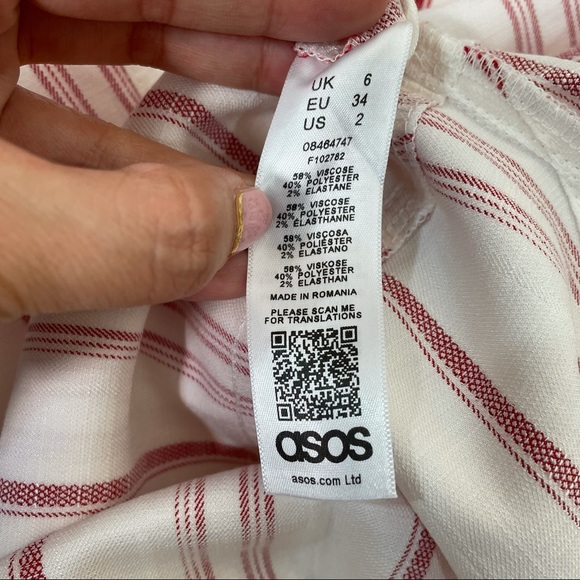 UK 6
EU 34
US 2
08464747
F102782
58% VISCOSE
40% POLYESTER
2% ELASTANE
58% VISCOSE
40% POLYESTER
2% ÉLASTHANNE
58% VISCOSA
40% POLIÉSTER
2% ELASTANO
58% VISKOSE
40% POLYESTER
2% ELASTHAN
MADE IN ROMANIA
PLEASE SCAN ME
FOR TRANSLATIONS
asos
asos.com Ltd